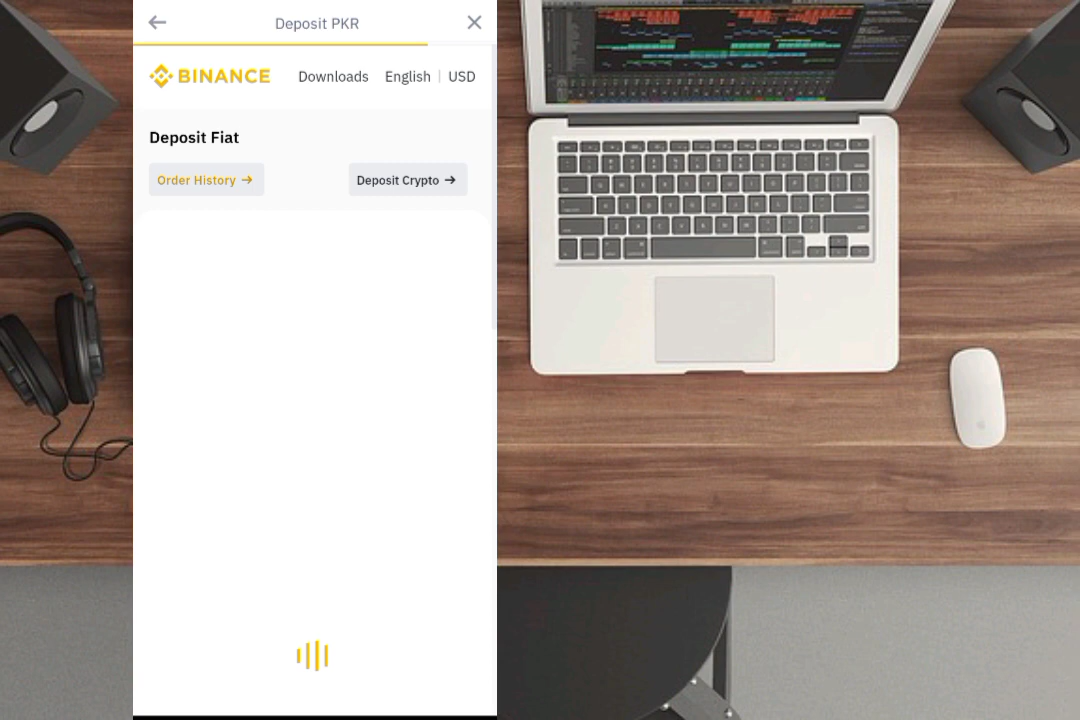 Deposit PKR
BINANCE Downloads English | USD
Deposit Fiat
Order History → Deposit Crypto →